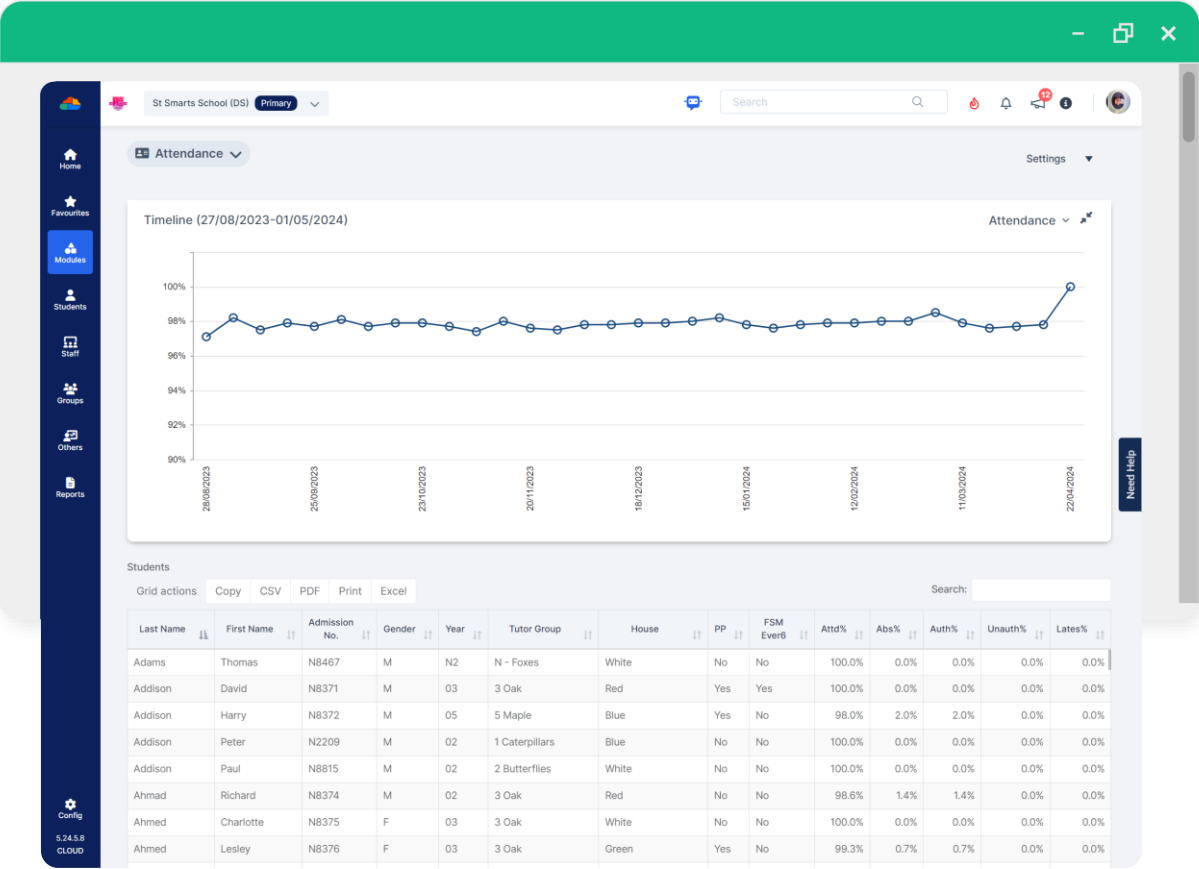 St Smarts School (DS) Primary
Search
12
Home
Favourites
Modules
Students
Staff
Groups
Others
Reports
Config
5.24.5.8
CLOUD
Attendance
Settings
Timeline (27/08/2023-01/05/2024)
Attendance
100%
98%
96%
94%
92%
90%
28/08/2023
25/09/2023
23/10/2023
20/11/2023
18/12/2023
15/01/2024
12/02/2024
11/03/2024
22/04/2024
Need Help
Students
Grid actions Copy CSV PDF Print Excel
Search:
Last Name First Name Admission No. Gender Year Tutor Group House PP FSM Ever6 Attd% Abs% Auth% Unauth% Lates%
Adams Thomas N8467 M N2 N - Foxes White No No 100.0% 0.0% 0.0% 0.0% 0.0%
Addison David N8371 M 03 3 Oak Red Yes Yes 100.0% 0.0% 0.0% 0.0% 0.0%
Addison Harry N8372 M 05 5 Maple Blue Yes No 98.0% 2.0% 2.0% 0.0% 0.0%
Addison Peter N2209 M 02 1 Caterpillars Blue No No 100.0% 0.0% 0.0% 0.0% 0.0%
Addison Paul N8815 M 02 2 Butterflies White No No 100.0% 0.0% 0.0% 0.0% 0.0%
Ahmad Richard N8374 M 02 3 Oak Red No No 98.6% 1.4% 1.4% 0.0% 0.0%
Ahmed Charlotte N8375 F 03 3 Oak White No No 100.0% 0.0% 0.0% 0.0% 0.0%
Ahmed Lesley N8376 F 03 3 Oak Green Yes No 99.3% 0.7% 0.7% 0.0% 0.0%